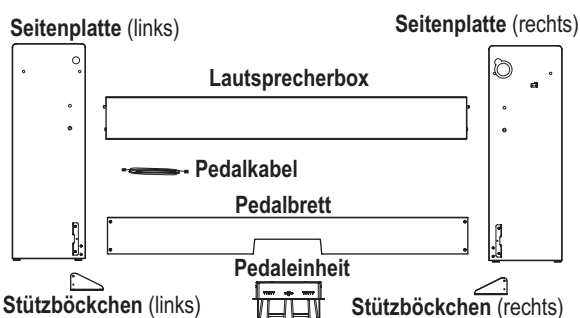 Seitenplatte (links)
Seitenplatte (rechts)
Lautsprecherbox
Pedalkabel
Pedalbrett
Pedaleinheit
Stützböckchen (links)
Stützböckchen (rechts)